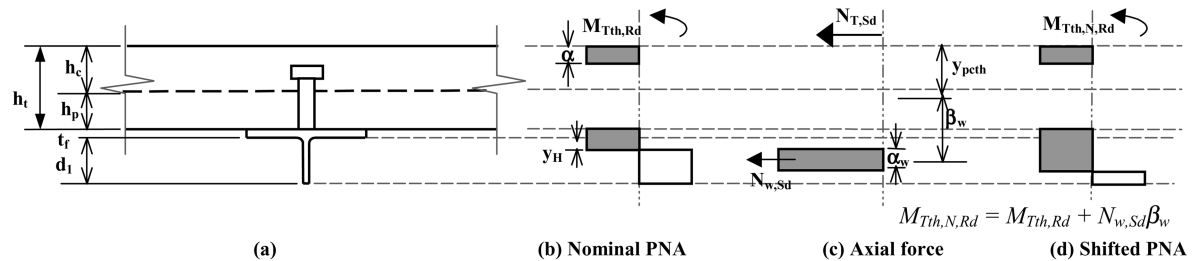 h_t
h_c
h_p
t_f
d_1
M_Tth,Rd
α
y_H
N_T,Sd
N_w,Sd
α_w
y_pcth
β_w
M_Tth,N,Rd
M_Tth,N,Rd = M_Tth,Rd + N_w,Sd β_w
(a)
(b) Nominal PNA
(c) Axial force
(d) Shifted PNA